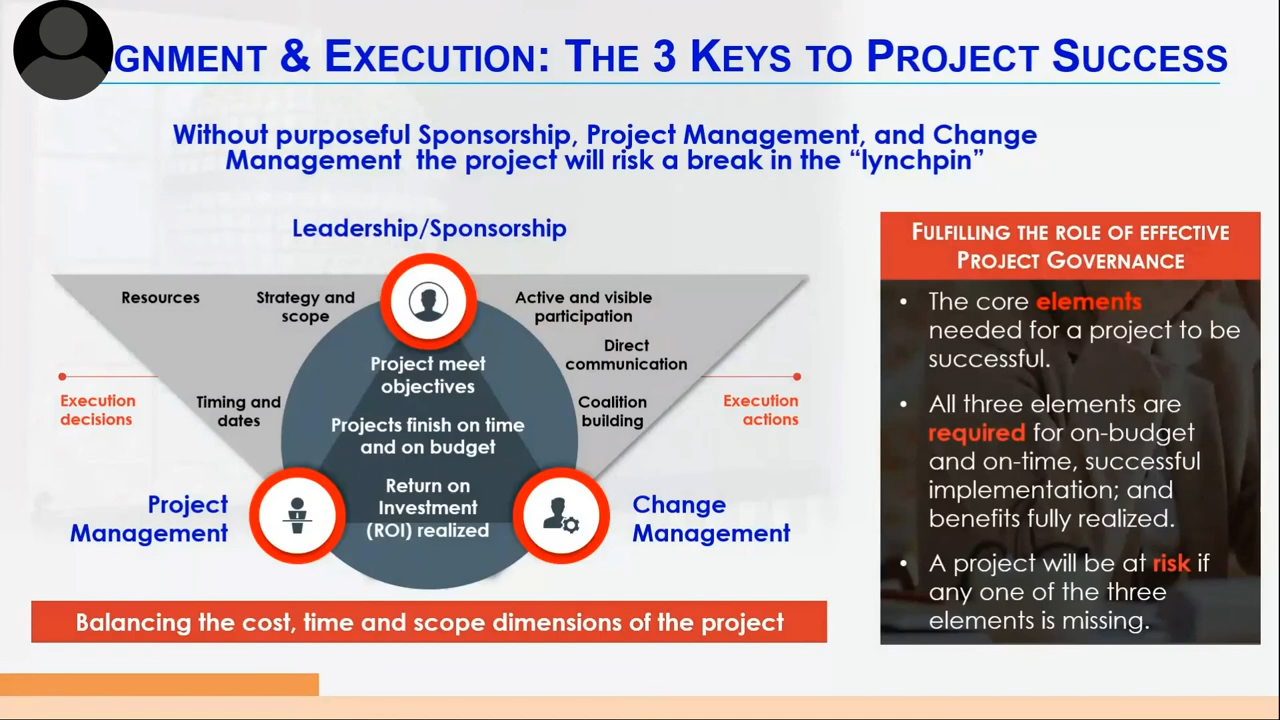 IGNMENT & EXECUTION: THE 3 KEYS TO PROJECT SUCCESS
Without purposeful Sponsorship, Project Management, and Change
Management the project will risk a break in the “lynchpin”
Leadership/Sponsorship
Resources
Strategy and
scope
Active and visible
participation
Direct
communication
Execution
decisions
Timing and
dates
Coalition
building
Execution
actions
Project meet
objectives
Projects finish on time
and on budget
Return on
Investment
(ROI) realized
Project
Management
Change
Management
Balancing the cost, time and scope dimensions of the project
FULFILLING THE ROLE OF EFFECTIVE
PROJECT GOVERNANCE
• The core elements
needed for a project to be
successful.
• All three elements are
required for on-budget
and on-time, successful
implementation; and
benefits fully realized.
• A project will be at risk if
any one of the three
elements is missing.